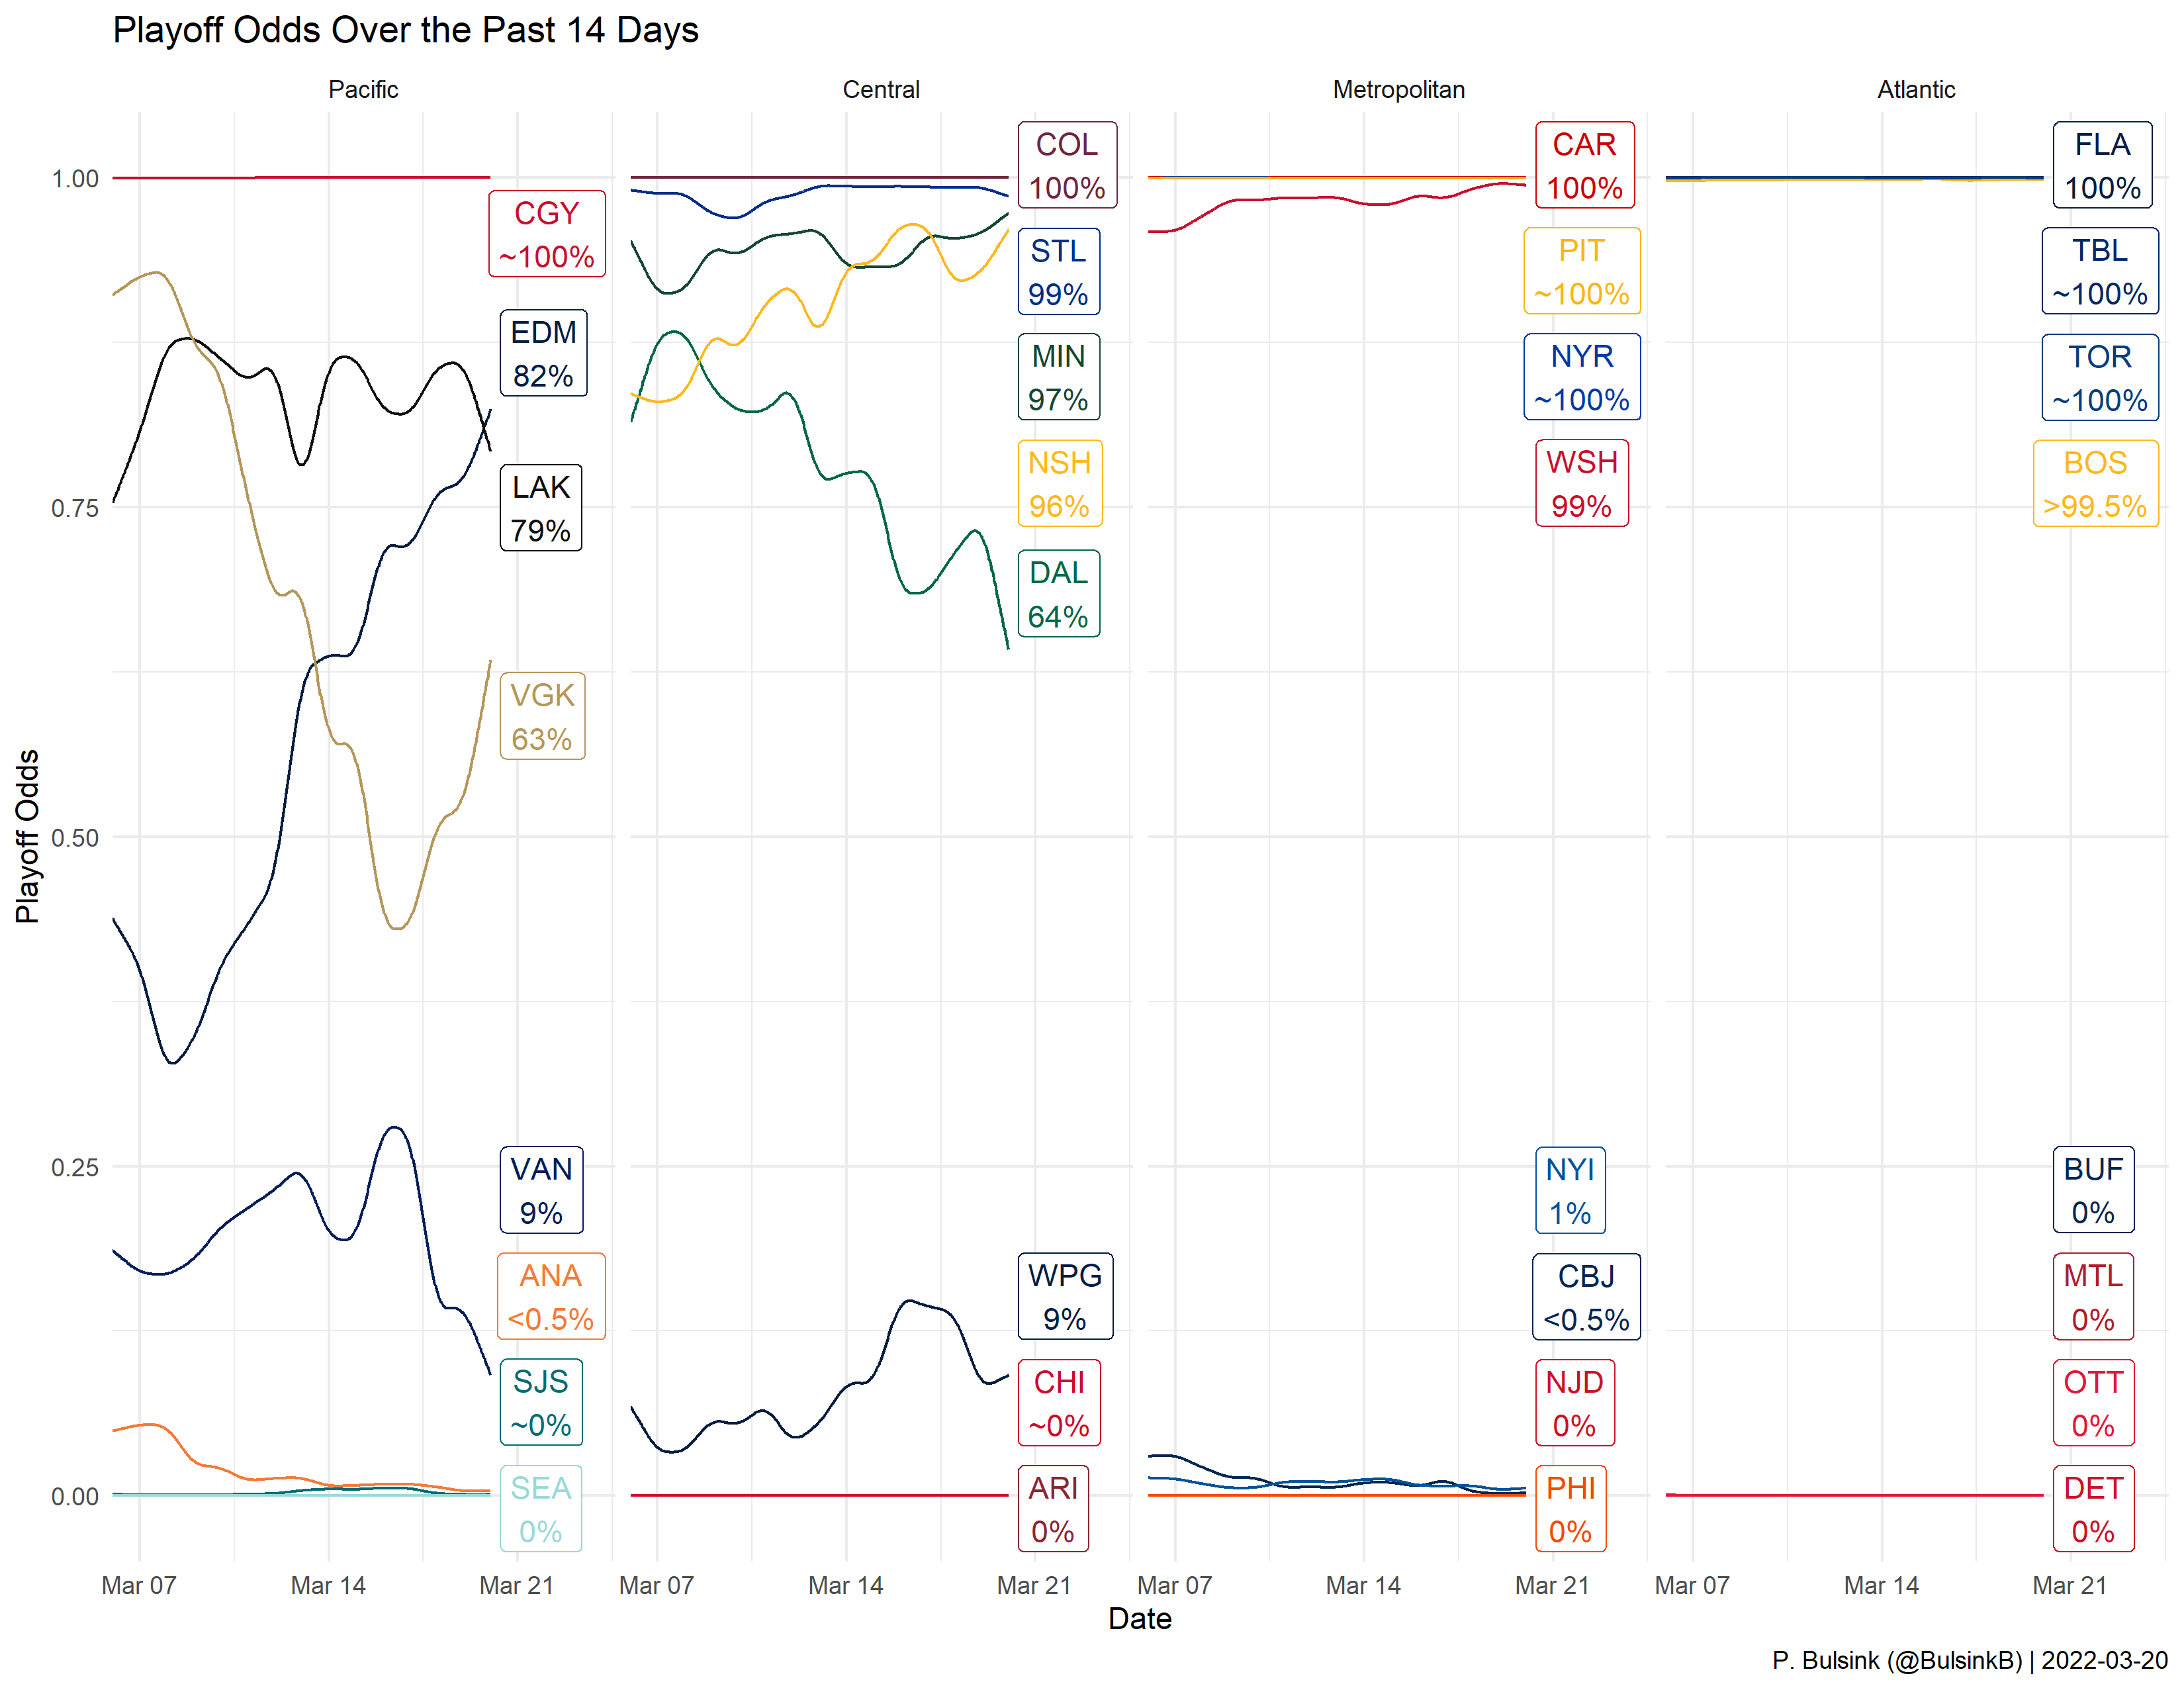 Playoff Odds Over the Past 14 Days
Pacific
Central
Metropolitan
Atlantic
Playoff Odds
1.00
0.75
0.50
0.25
0.00
CGY
~100%
EDM
82%
LAK
79%
VGK
63%
VAN
9%
ANA
<0.5%
SJS
~0%
SEA
0%
COL
100%
STL
99%
MIN
97%
NSH
96%
DAL
64%
WPG
9%
CHI
~0%
ARI
0%
CAR
100%
PIT
~100%
NYR
~100%
WSH
99%
NYI
1%
CBJ
<0.5%
NJD
0%
PHI
0%
FLA
100%
TBL
~100%
TOR
~100%
BOS
>99.5%
BUF
0%
MTL
0%
OTT
0%
DET
0%
Mar 07 Mar 14 Mar 21
Mar 07 Mar 14 Mar 21
Mar 07 Mar 14 Mar 21
Mar 07 Mar 14 Mar 21
Date
P. Bulsink (@BulsinkB) | 2022-03-20